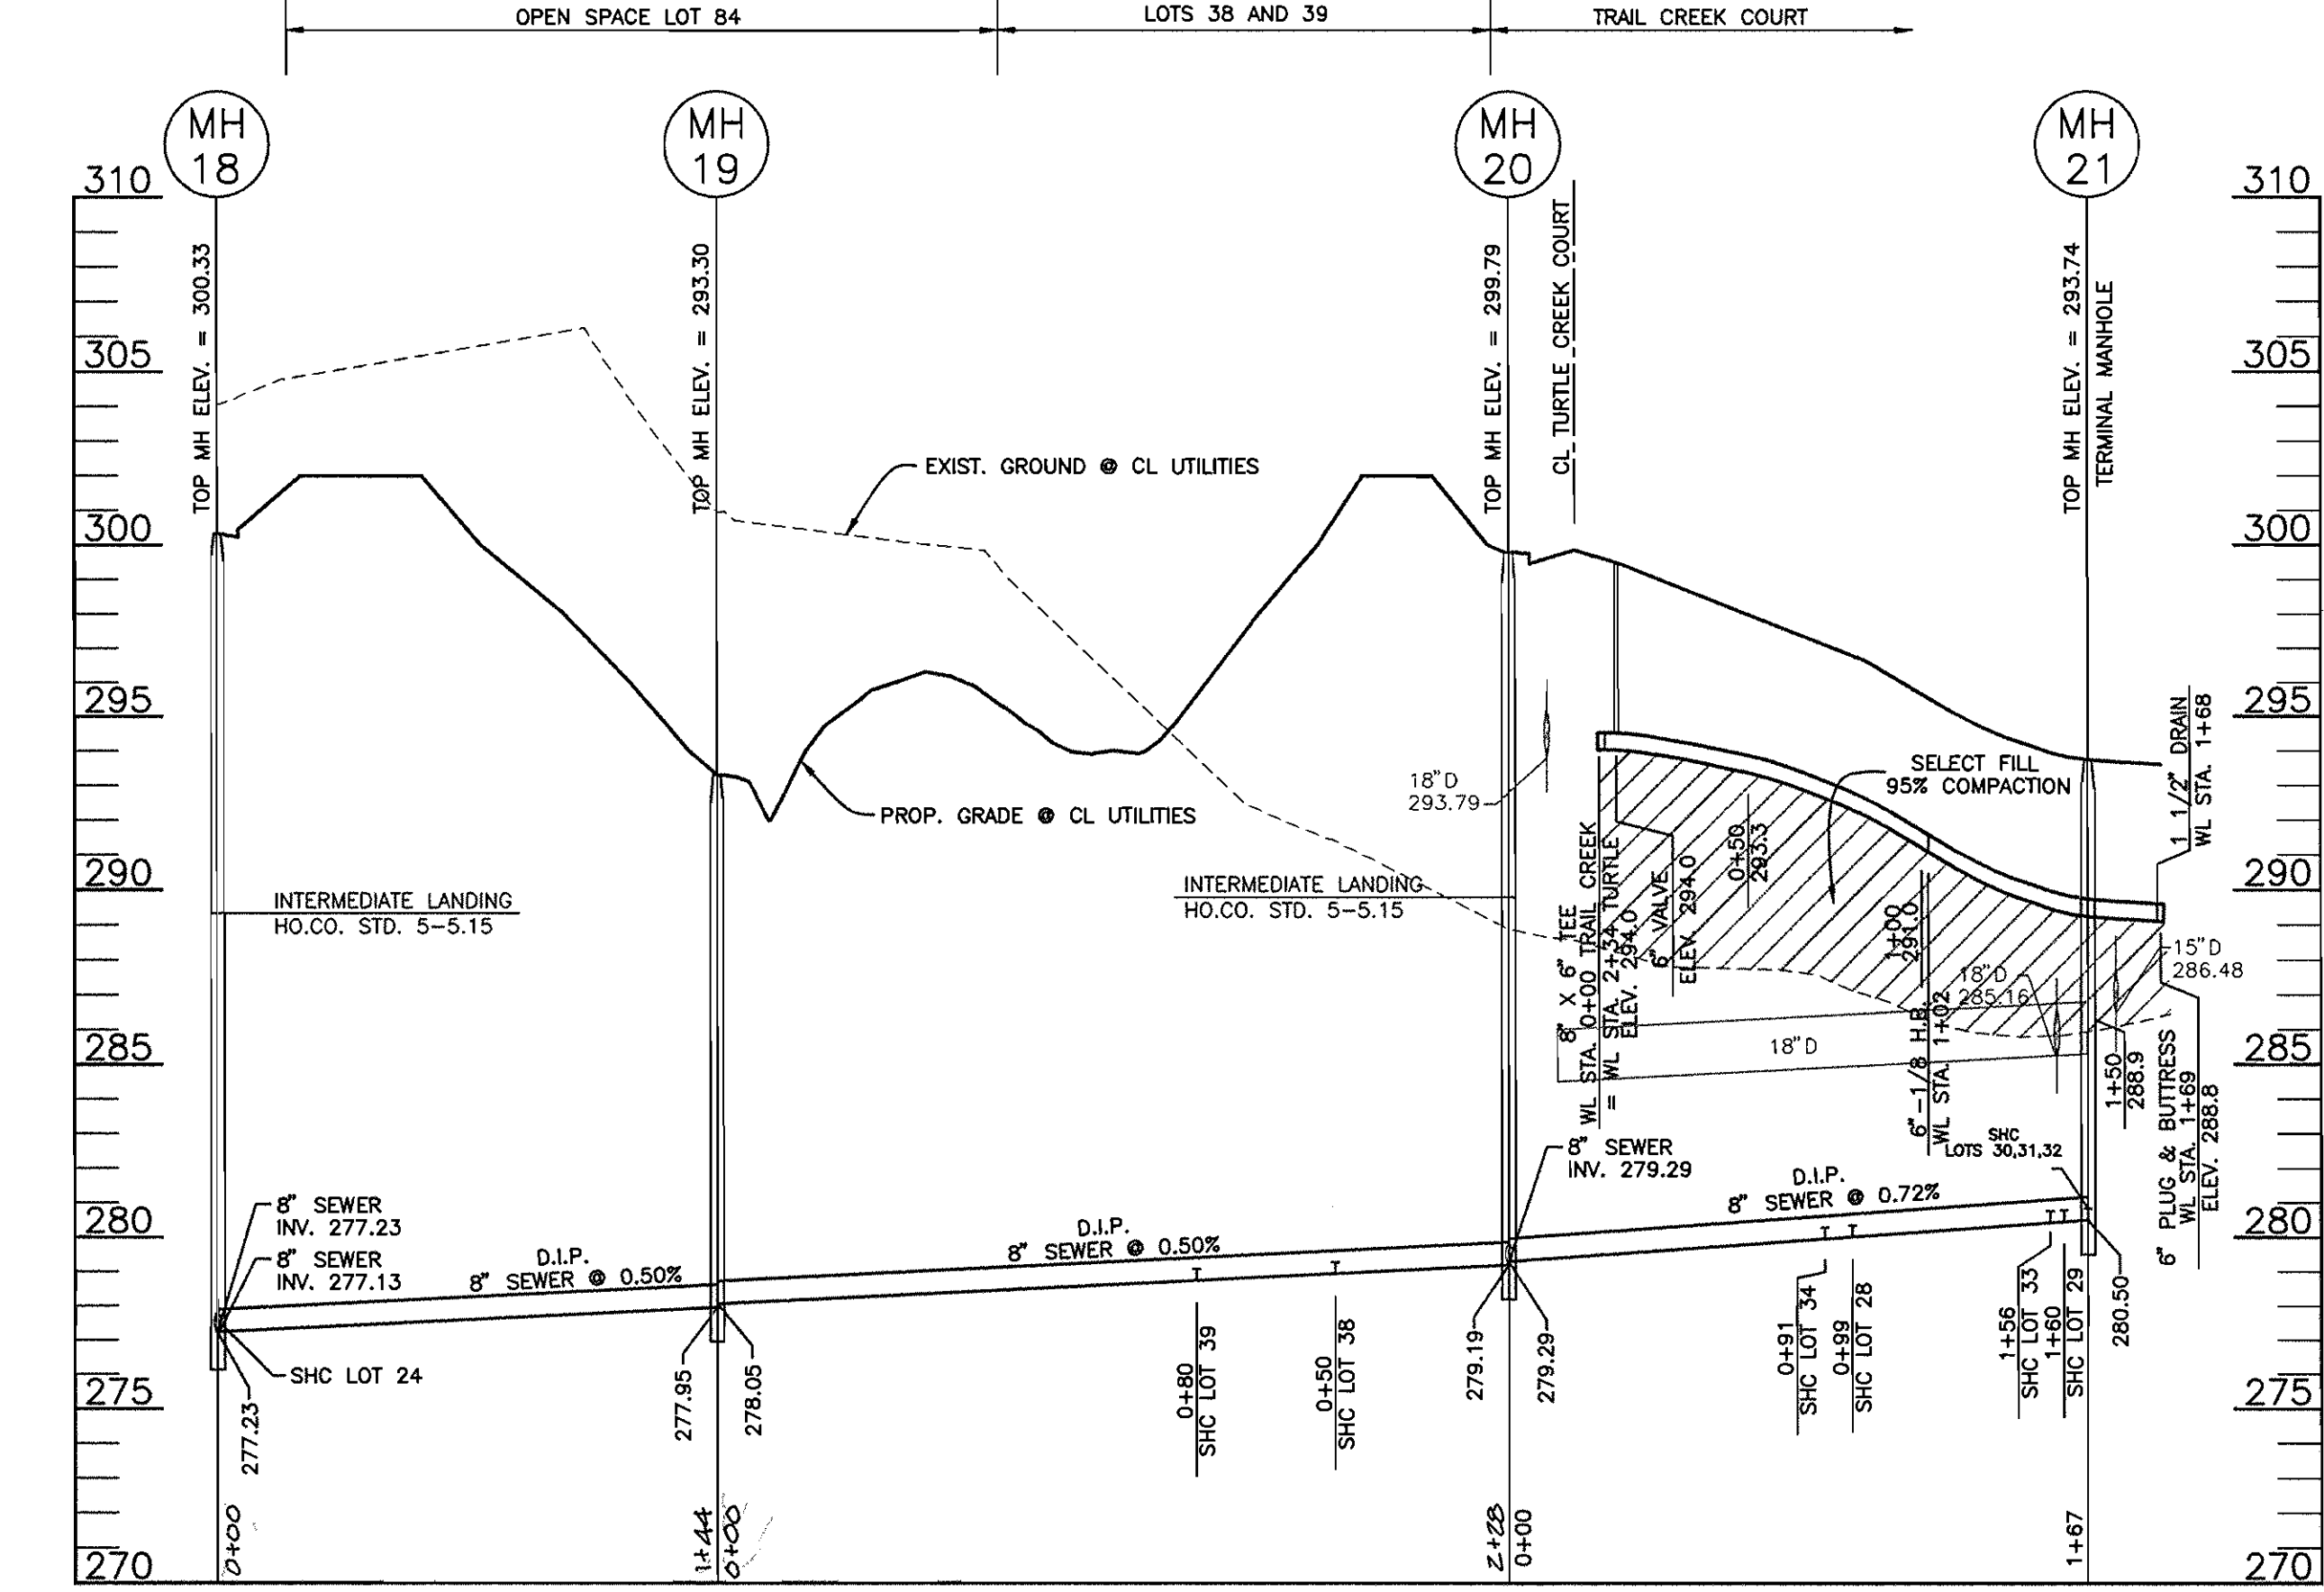 OPEN SPACE LOT 84
LOTS 38 AND 39
TRAIL CREEK COURT
MH
18
MH
19
MH
20
MH
21
310
305
300
295
290
285
280
275
270
310
305
300
295
290
285
280
275
270
TOP MH ELEV. = 300.33
TOP MH ELEV. = 293.30
TOP MH ELEV. = 299.79
CL TURTLE CREEK COURT
TOP MH ELEV. = 293.74
TERMINAL MANHOLE
EXIST. GROUND @ CL UTILITIES
PROP. GRADE @ CL UTILITIES
INTERMEDIATE LANDING
HO.CO. STD. 5-5.15
INTERMEDIATE LANDING
HO.CO. STD. 5-5.15
18"D
293.79
SELECT FILL
95% COMPACTION
1 1/2" DRAIN
WL STA. 1+68
8" X 6" TEE
WL STA. 0+00 TRAIL CREEK
= WL STA. 2+34 TURTLE
ELEV. 294.0
6" VALVE
ELEV. 294.0
0+50
293.3
1+00
291.0
6"-1/8 H.B.
WL STA. 1+02
18"D
285.16
18"D
15"D
286.48
1+50
288.9
6" PLUG & BUTTRESS
WL STA. 1+69
ELEV. 288.8
SHC
LOTS 30,31,32
8" SEWER
INV. 277.23
8" SEWER
INV. 277.13
D.I.P.
8" SEWER @ 0.50%
D.I.P.
8" SEWER @ 0.50%
8" SEWER
INV. 279.29
D.I.P.
8" SEWER @ 0.72%
SHC LOT 24
277.23
277.95
278.05
0+80
SHC LOT 39
0+50
SHC LOT 38
279.19
279.29
0+91
SHC LOT 34
0+99
SHC LOT 28
1+56
SHC LOT 33
1+60
SHC LOT 29
280.50
0+00
1+44
0+00
2+28
0+00
1+67